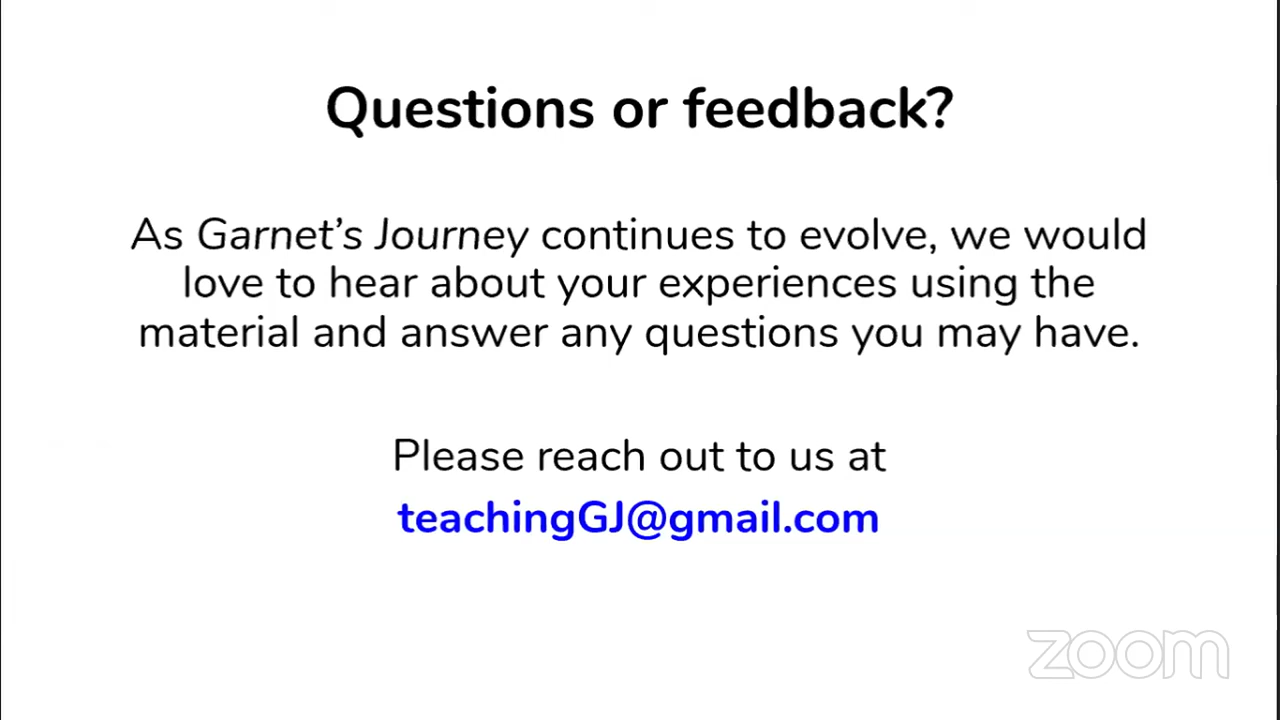 Questions or feedback?
As Garnet’s Journey continues to evolve, we would
love to hear about your experiences using the
material and answer any questions you may have.
Please reach out to us at
teachingGJ@gmail.com
zoom